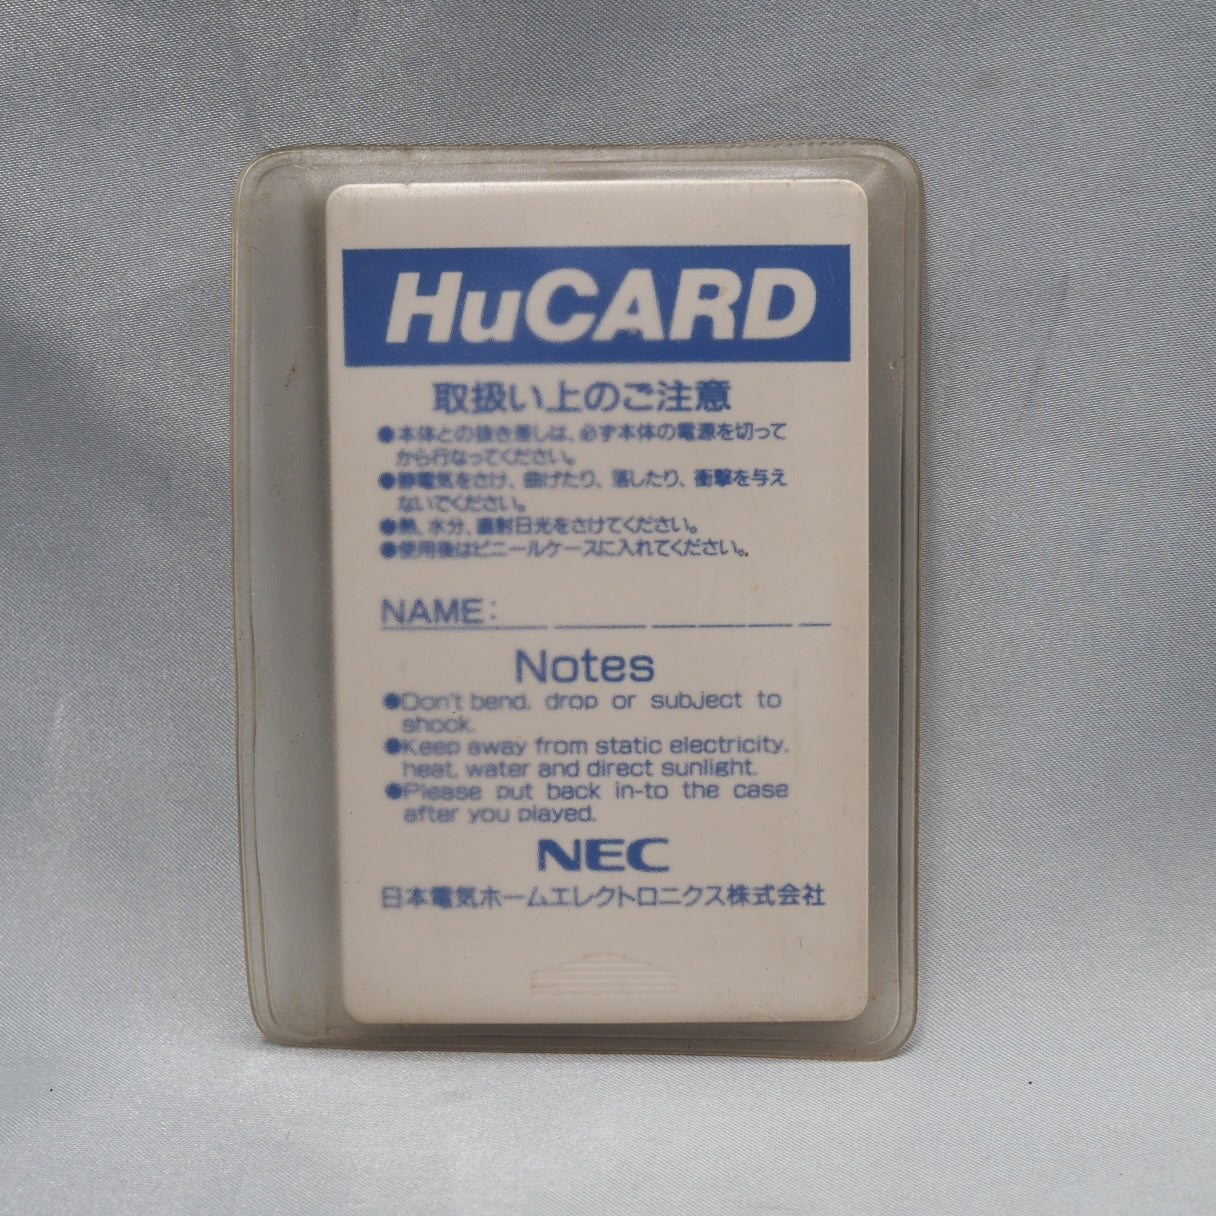 HuCARD
取扱い上のご注意
●本体との抜き差しは、必ず本体の電源を切って
から行なってください。
●静電気をさけ、曲げたり、落したり、衝撃を与え
ないでください。
●熱、水分、直射日光をさけてください。
●使用後はビニールケースに入れてください。
NAME:
Notes
●Don't bend, drop or subject to
shock.
●Keep away from static electricity,
heat, water and direct sunlight.
●Please put back in-to the case
after you played.
NEC
日本電気ホームエレクトロニクス株式会社